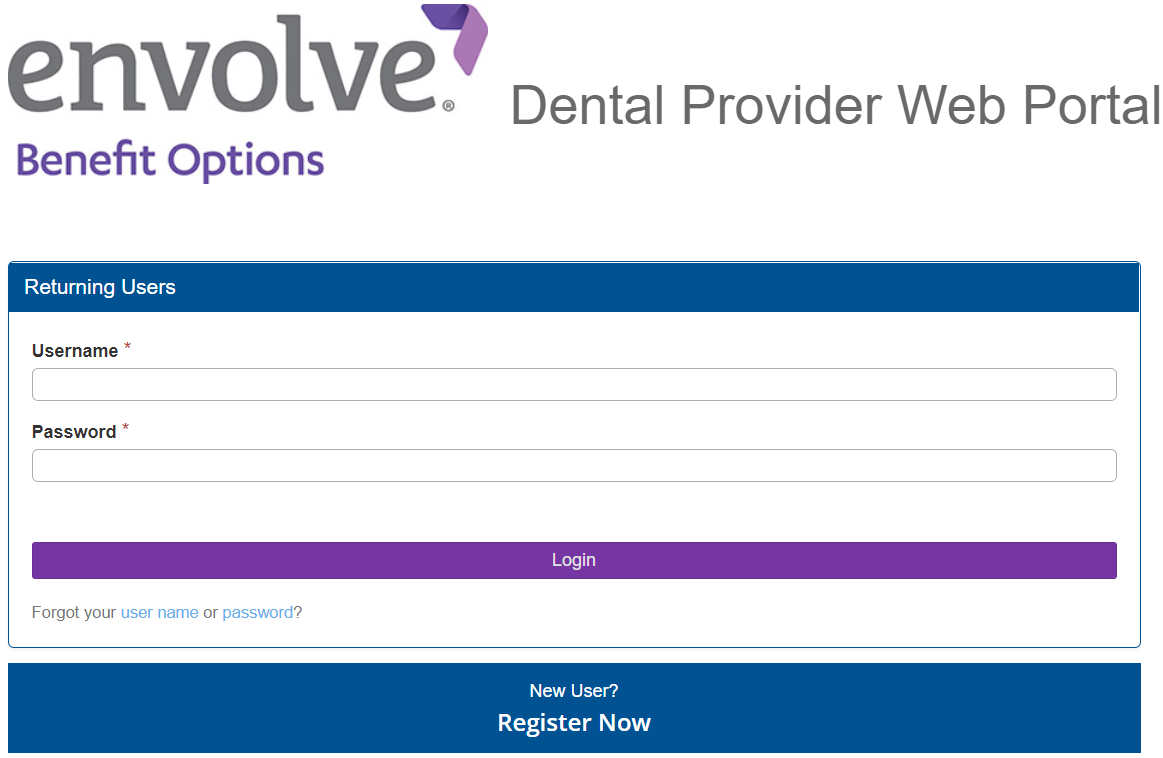 envolve®
Dental Provider Web Portal
Benefit Options
Returning Users
Username *
Password *
Login
Forgot your user name or password?
New User?
Register Now